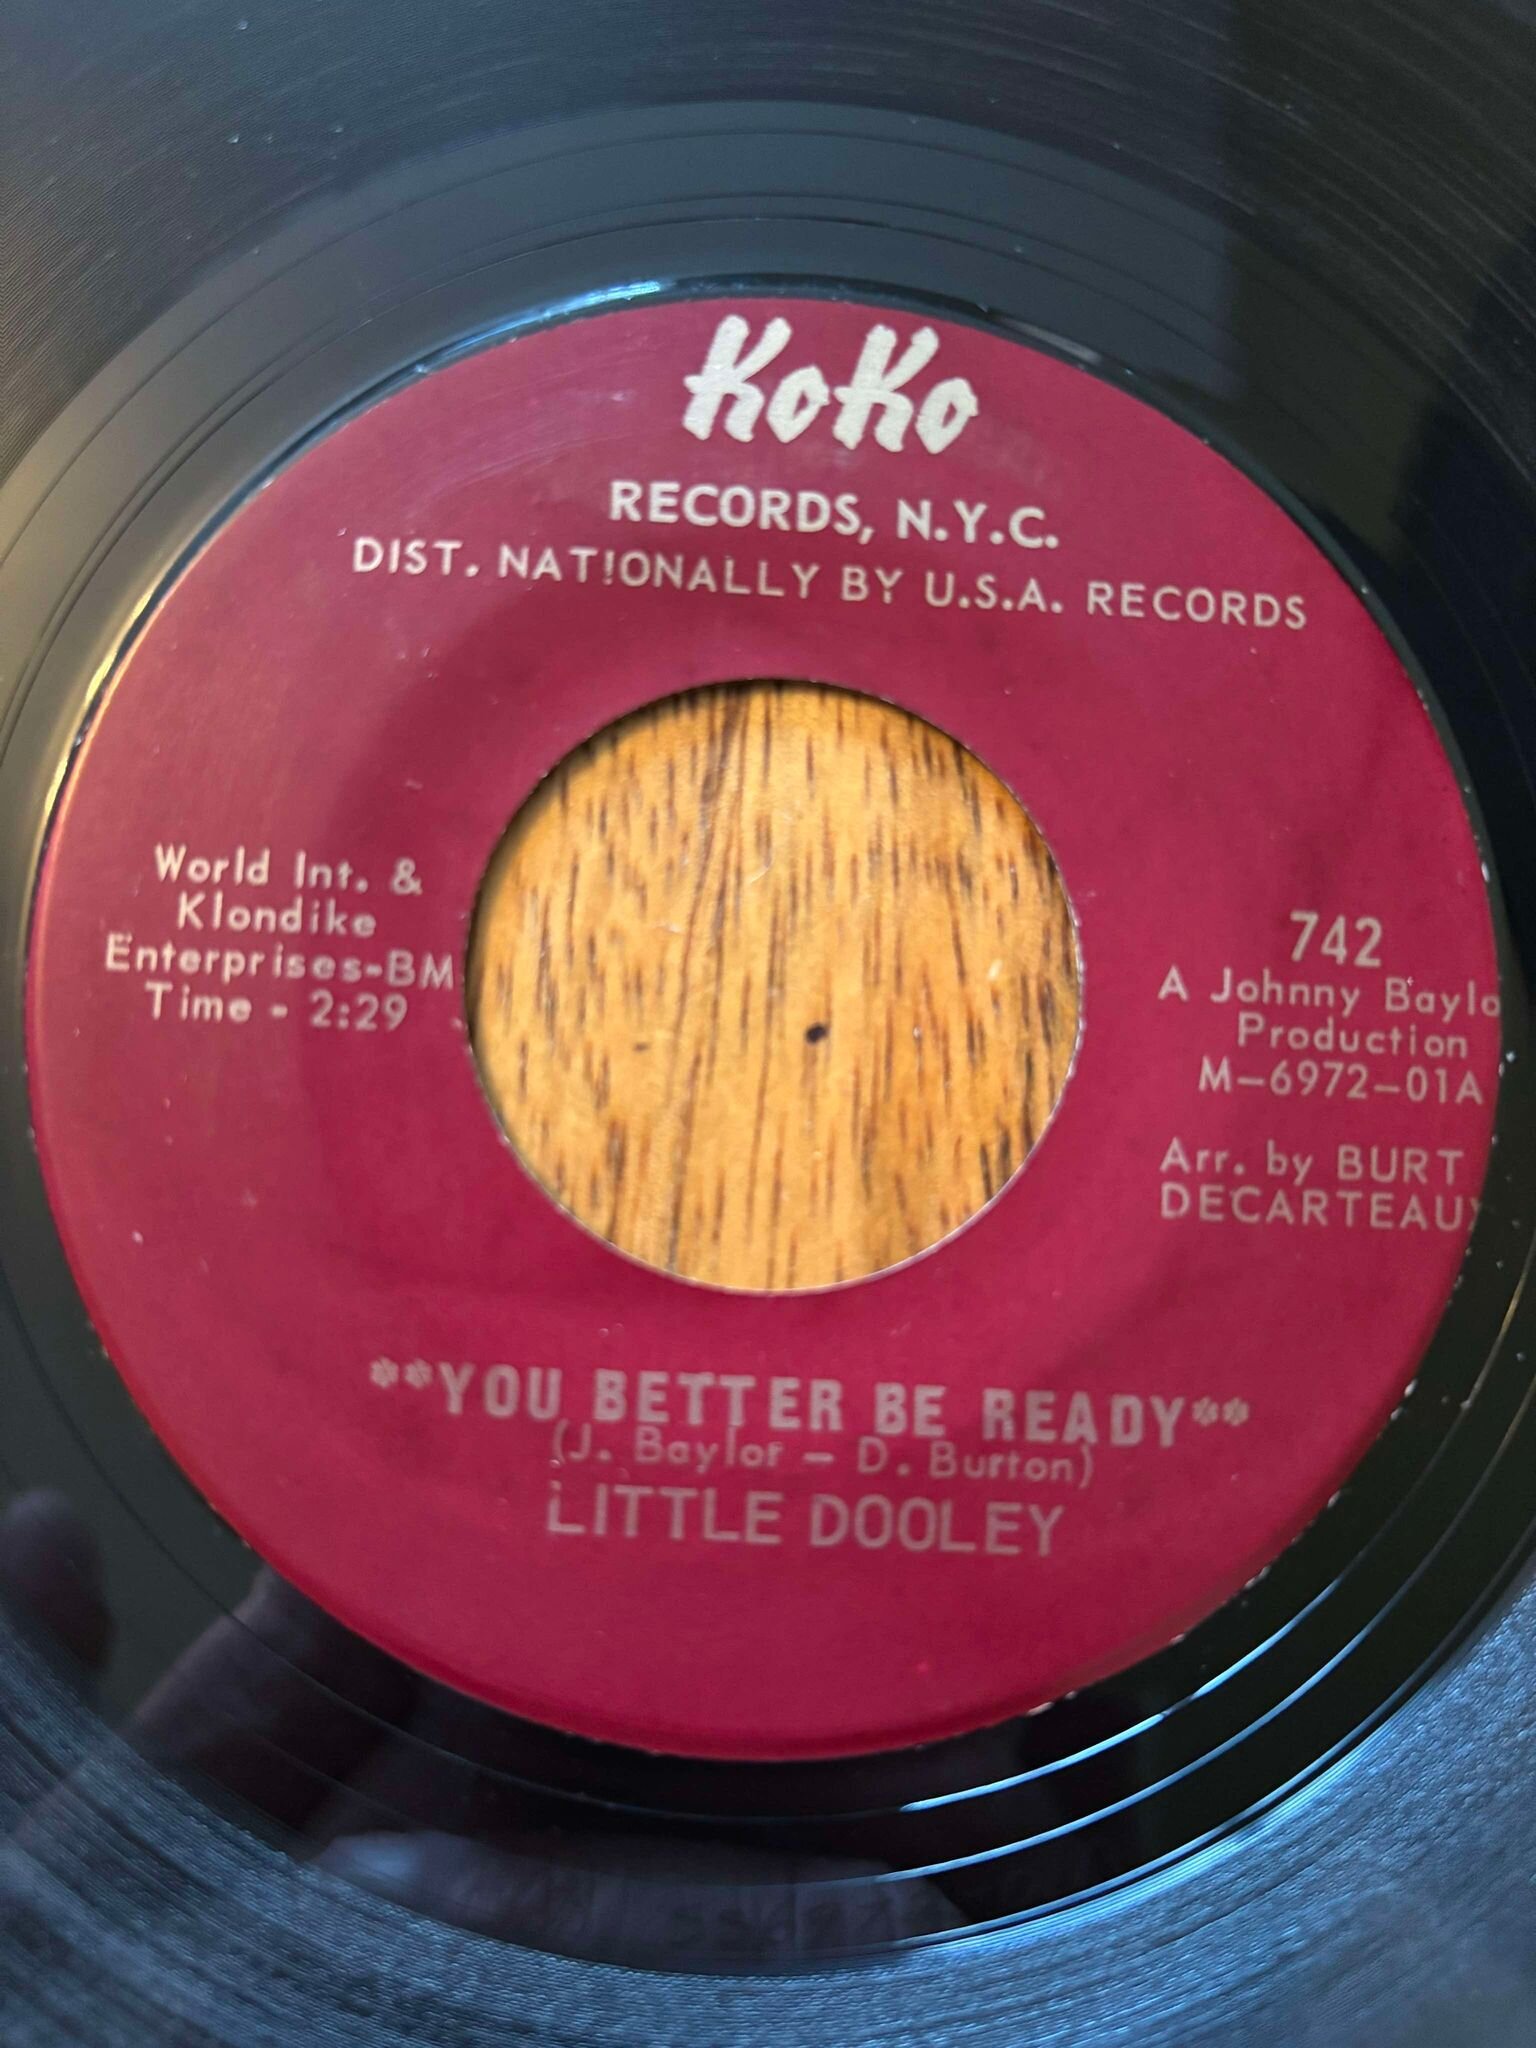 KoKo
RECORDS, N.Y.C.
DIST. NATIONALLY BY U.S.A. RECORDS
World Int. &
Klondike
Enterprises-BM
Time - 2:29
742
A Johnny Baylo
Production
M-6972-01A
Arr. by BURT
DECARTEAUX
**YOU BETTER BE READY**
(J. Baylor - D. Burton)
LITTLE DOOLEY